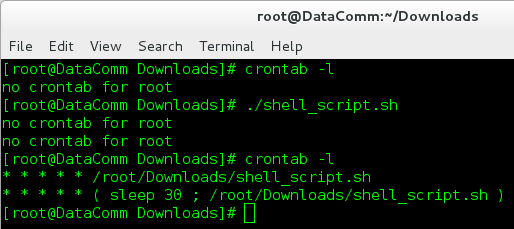 root@DataComm:~/Downloads
File Edit View Search Terminal Help
[root@DataComm Downloads]# crontab -l
no crontab for root
[root@DataComm Downloads]# ./shell_script.sh
no crontab for root
no crontab for root
[root@DataComm Downloads]# crontab -l
* * * * * /root/Downloads/shell_script.sh
* * * * * ( sleep 30 ; /root/Downloads/shell_script.sh )
[root@DataComm Downloads]#